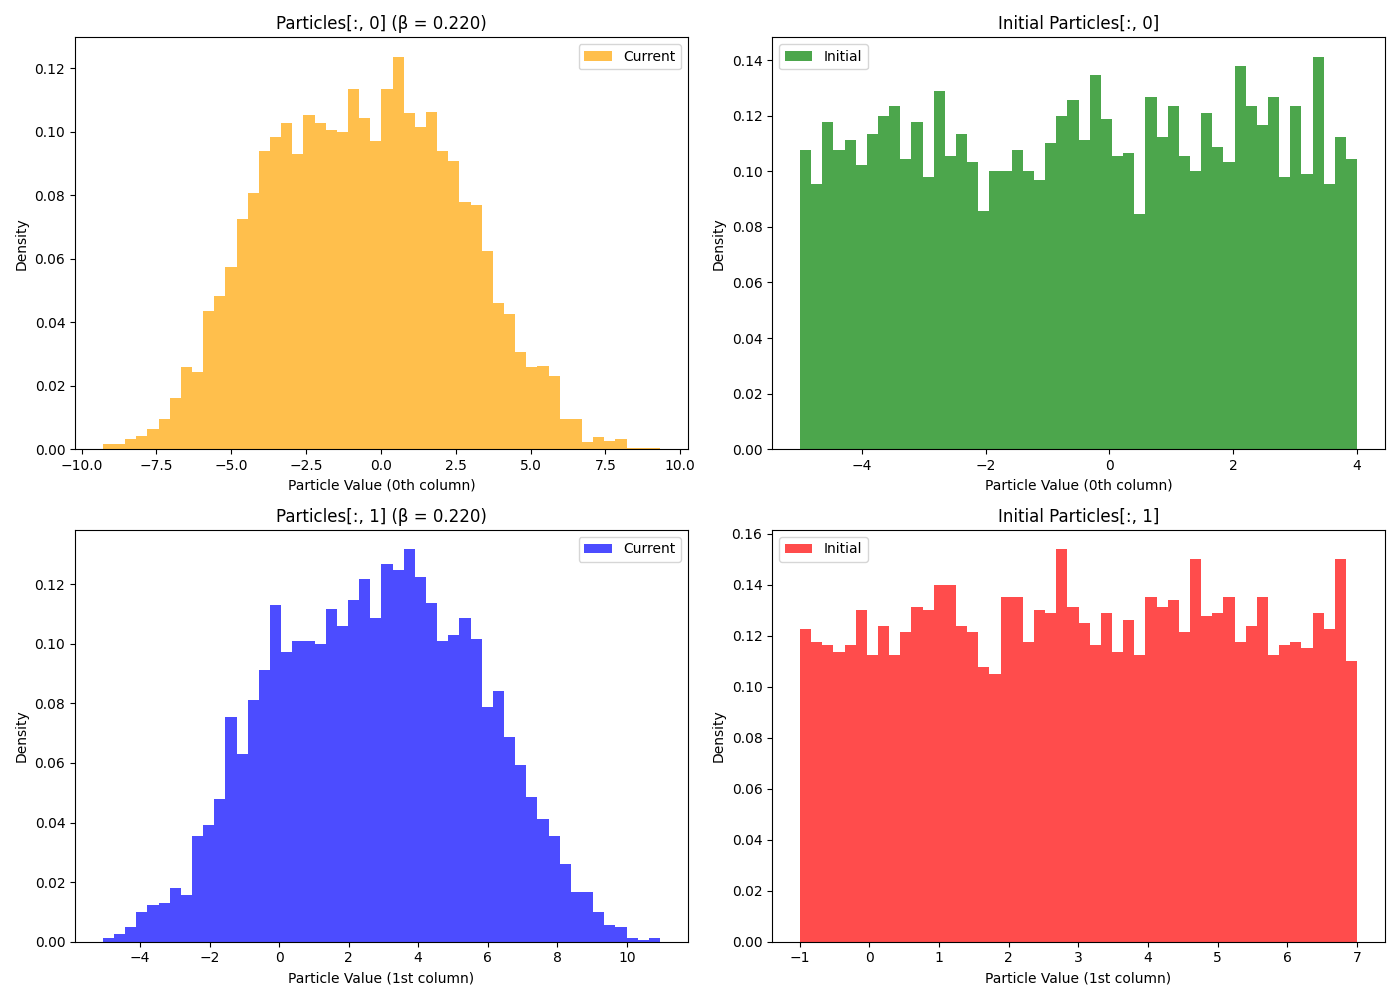 Particles[:, 0] (β = 0.220)
Current
Density
0.12
0.10
0.08
0.06
0.04
0.02
0.00
−10.0 −7.5 −5.0 −2.5 0.0 2.5 5.0 7.5 10.0
Particle Value (0th column)
Initial Particles[:, 0]
Initial
Density
0.14
0.12
0.10
0.08
0.06
0.04
0.02
0.00
−4 −2 0 2 4
Particle Value (0th column)
Particles[:, 1] (β = 0.220)
Current
Density
0.12
0.10
0.08
0.06
0.04
0.02
0.00
−4 −2 0 2 4 6 8 10
Particle Value (1st column)
Initial Particles[:, 1]
Initial
Density
0.16
0.14
0.12
0.10
0.08
0.06
0.04
0.02
0.00
−1 0 1 2 3 4 5 6 7
Particle Value (1st column)